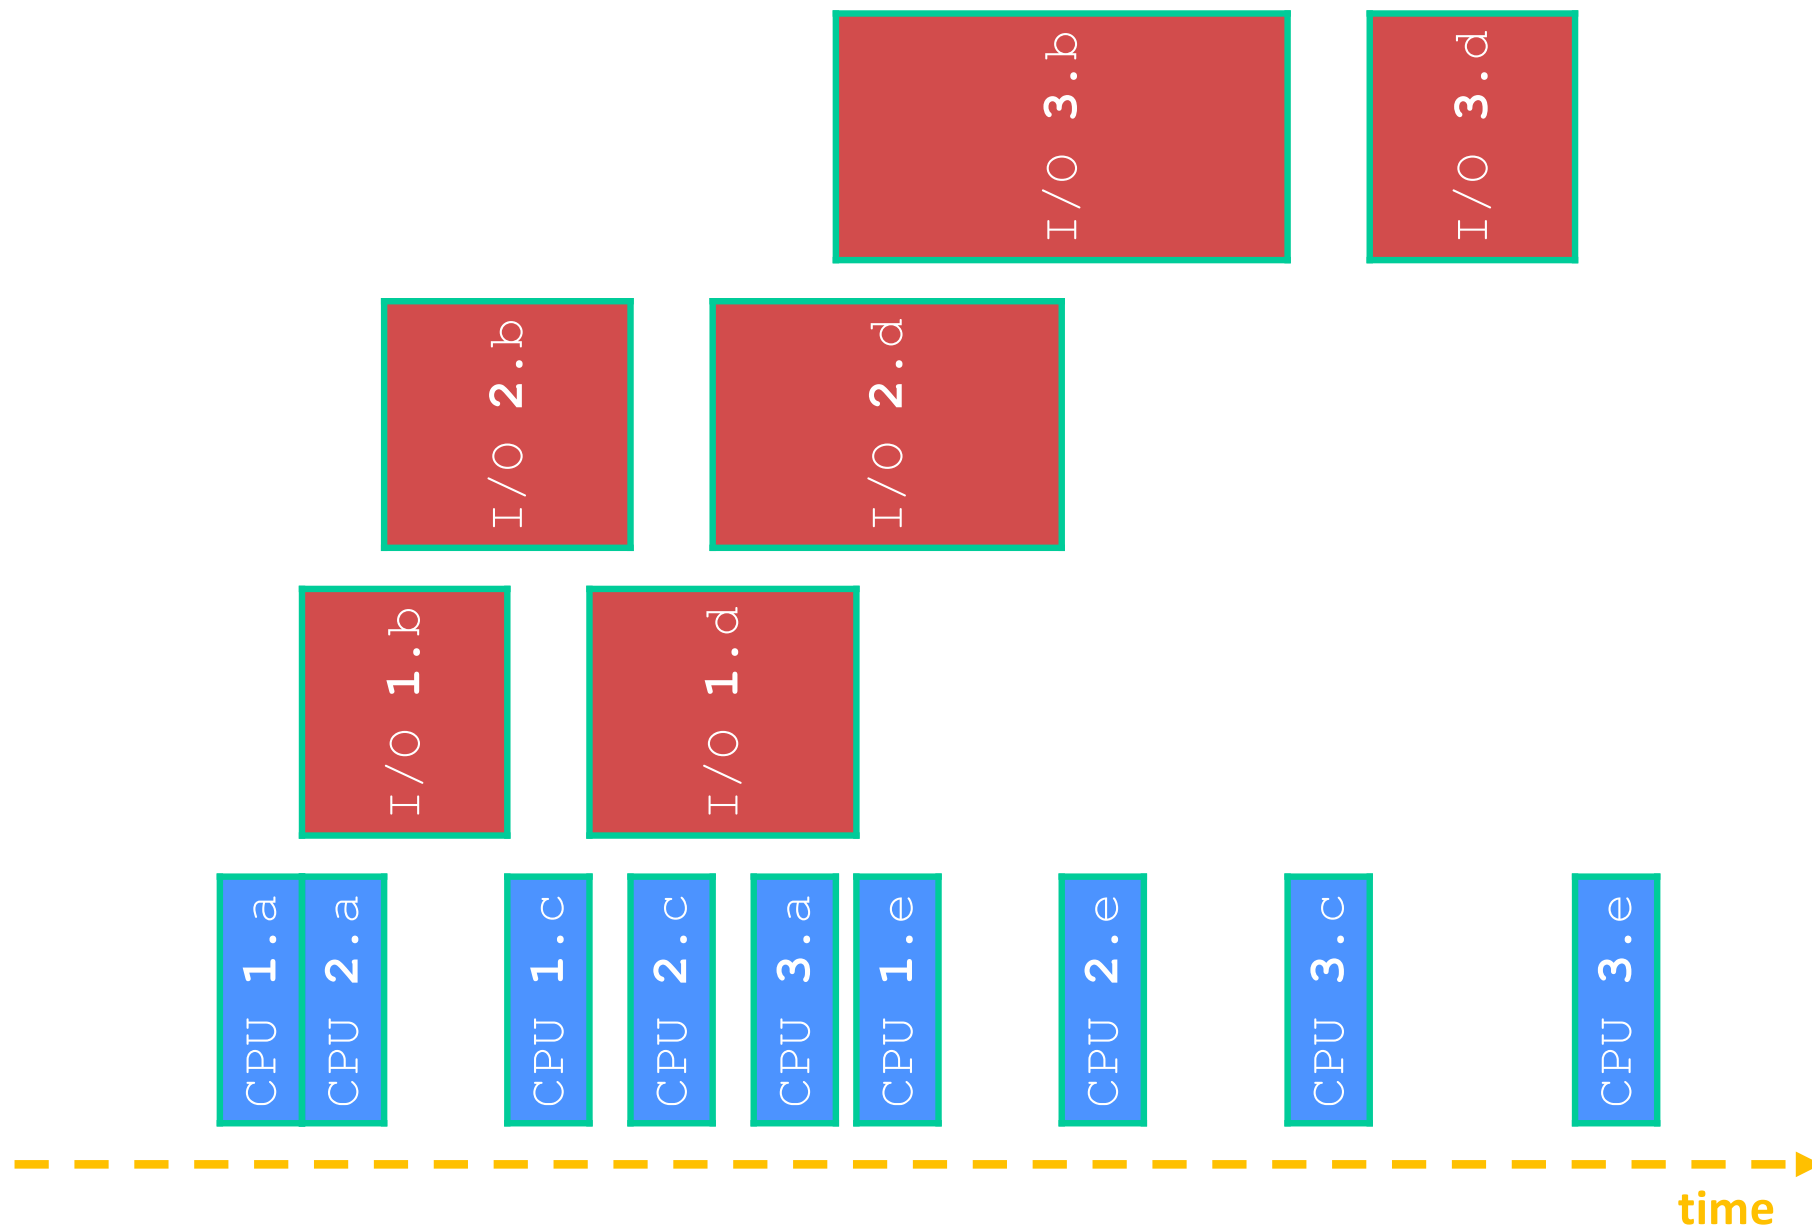 I/O 3.b
I/O 3.d
I/O 2.b
I/O 2.d
I/O 1.b
I/O 1.d
CPU 1.a
CPU 2.a
CPU 1.c
CPU 2.c
CPU 3.a
CPU 1.e
CPU 2.e
CPU 3.c
CPU 3.e
time